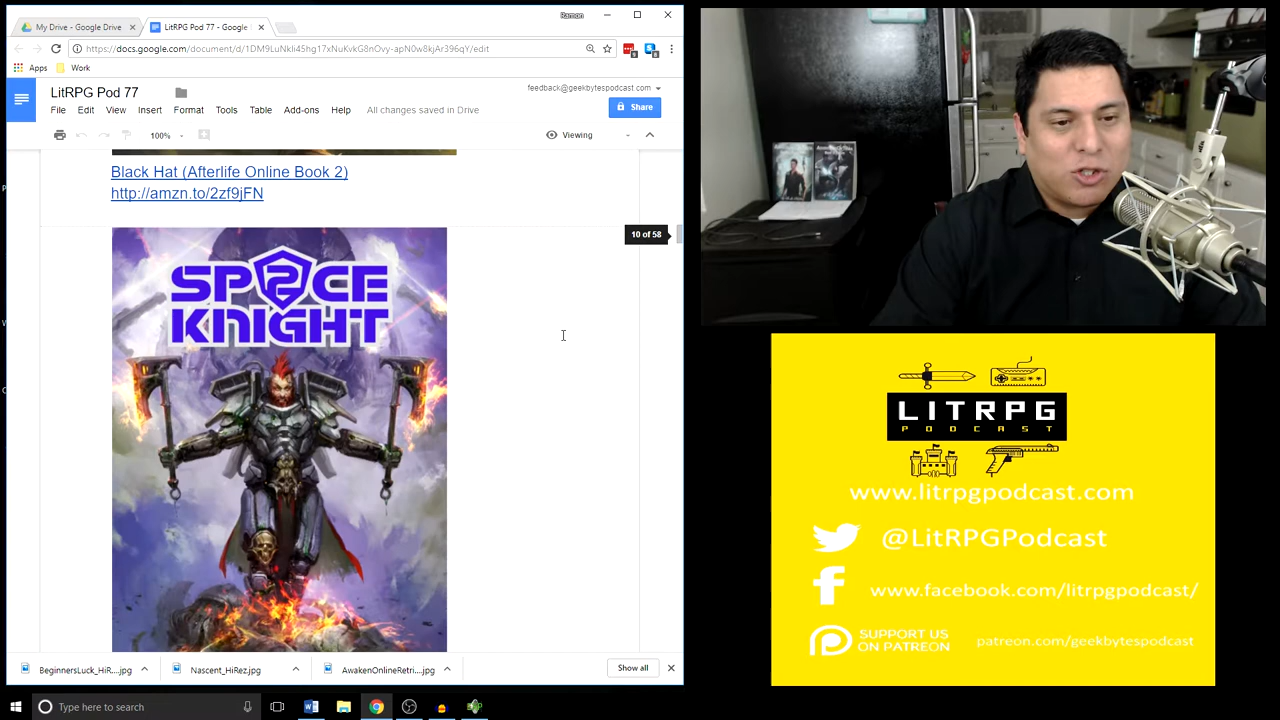 Ramon
My Drive - Google Drive
LitRPG Pod 77 - Google
https://docs.google.com/document/d/1DM9LuNkli45hg17xNuKvkG8nOvy-apN0w8kjAr396qY/edit
Apps
Work
LitRPG Pod 77
feedback@geekbytespodcast.com
File Edit View Insert Format Tools Table Add-ons Help All changes saved in Drive
Share
100%
Viewing
Black Hat (Afterlife Online Book 2)
http://amzn.to/2zf9jFN
10 of 58
SPACE
2
KNIGHT
BeginnersLuck_HiR....jpg
Nascent_HiRez.jpg
AwakenOnlineRetri....jpg
Show all
Type here to search
LITRPG
PODCAST
www.litrpgpodcast.com
@LitRPGPodcast
www.facebook.com/litrpgpodcast/
SUPPORT US
ON PATREON
patreon.com/geekbytespodcast